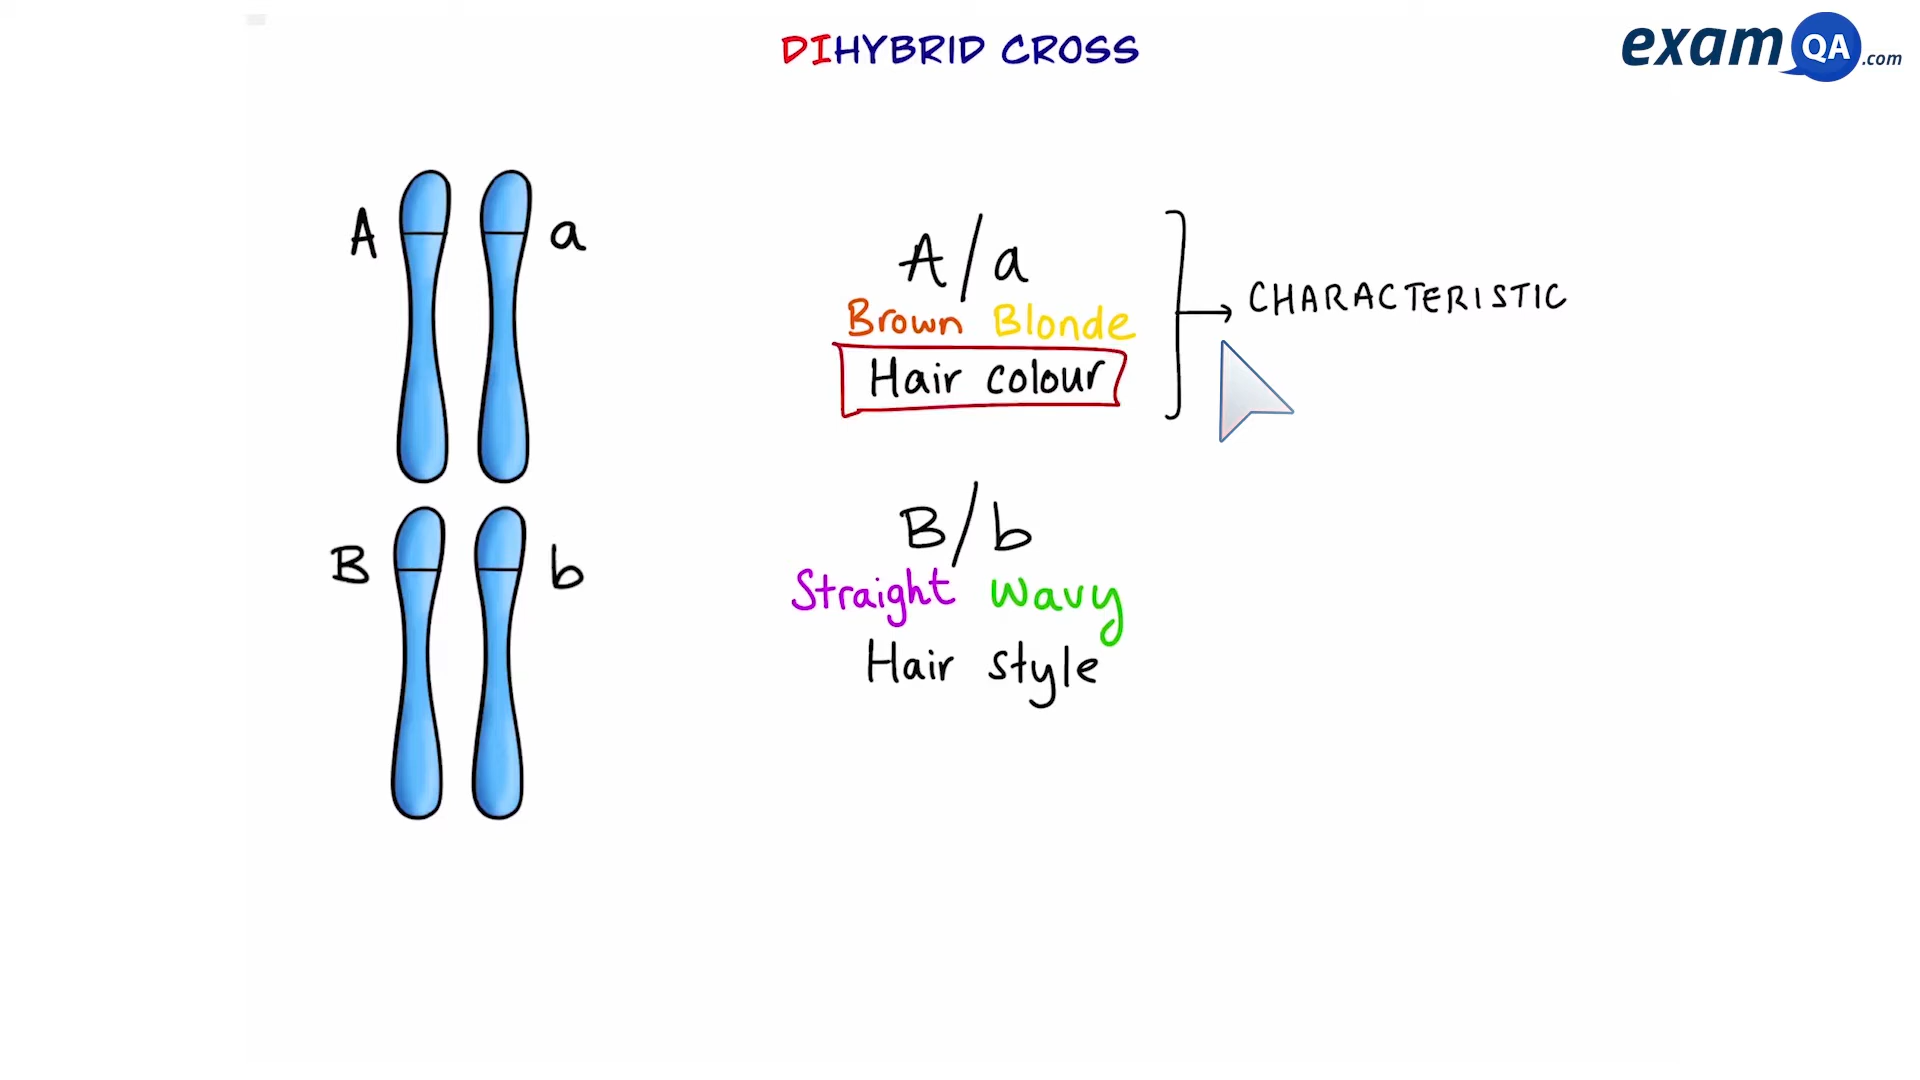 DIHYBRID CROSS
examQA.com
A a
A/a
Brown Blonde
Hair colour
CHARACTERISTIC
B b
B/b
Straight Wavy
Hair style